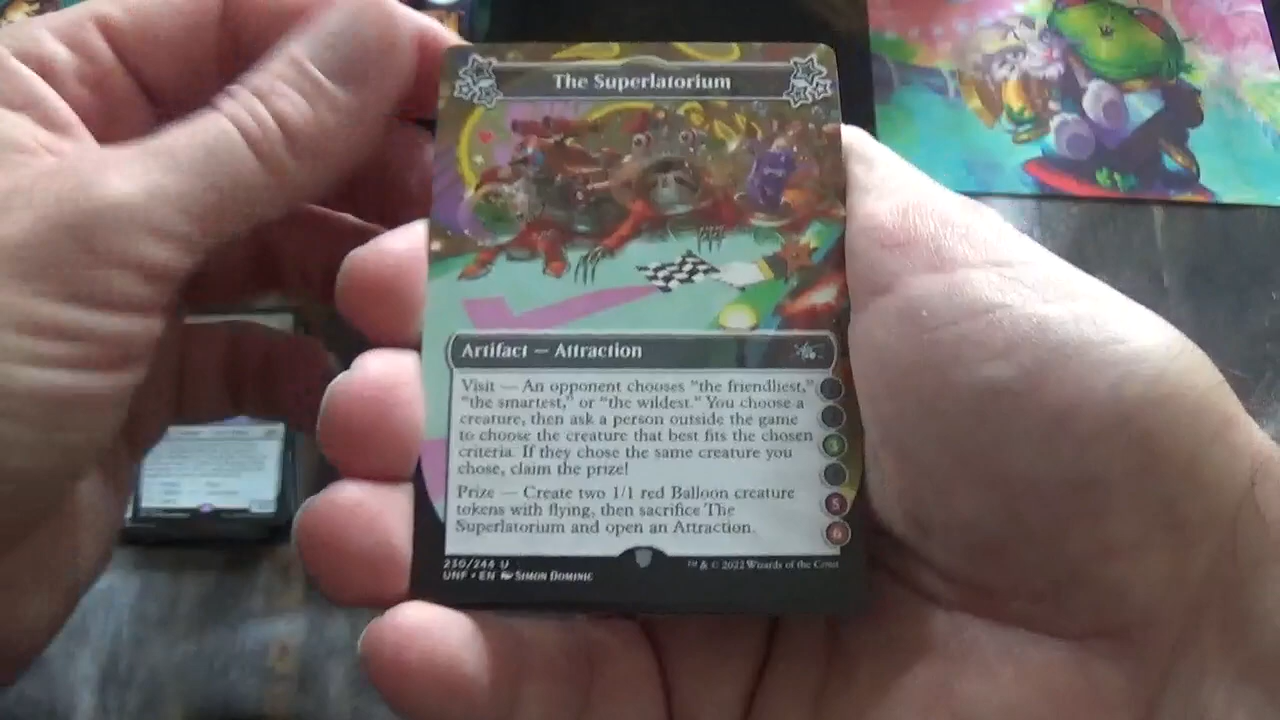 The Superlatorium
Artifact — Attraction
Visit — An opponent chooses "the friendliest,"
"the smartest," or "the wildest." You choose a
creature, then ask a person outside the game
to choose the creature that best fits the chosen
criteria. If they chose the same creature you
chose, claim the prize!
Prize — Create two 1/1 red Balloon creature
tokens with flying, then sacrifice The
Superlatorium and open an Attraction.
3
5
6
230/244 U
UNF • EN Simon Dominic
™ & © 2022 Wizards of the Coast